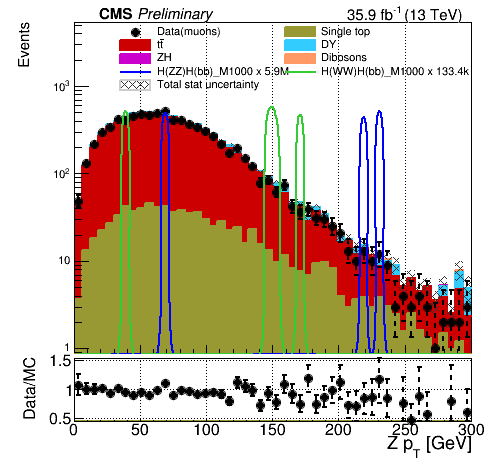 CMS Preliminary 35.9 fb⁻¹ (13 TeV)
Events
Data(muons) Single top
tt̄ DY
ZH Dibosons
H(ZZ)H(bb)_M1000 x 5.9M H(WW)H(bb)_M1000 x 133.4k
Total stat uncertainty
10³
10²
10
1
Data/MC
1.5
1.0
0.5
0 50 100 150 200 250 300
Z p_T [GeV]